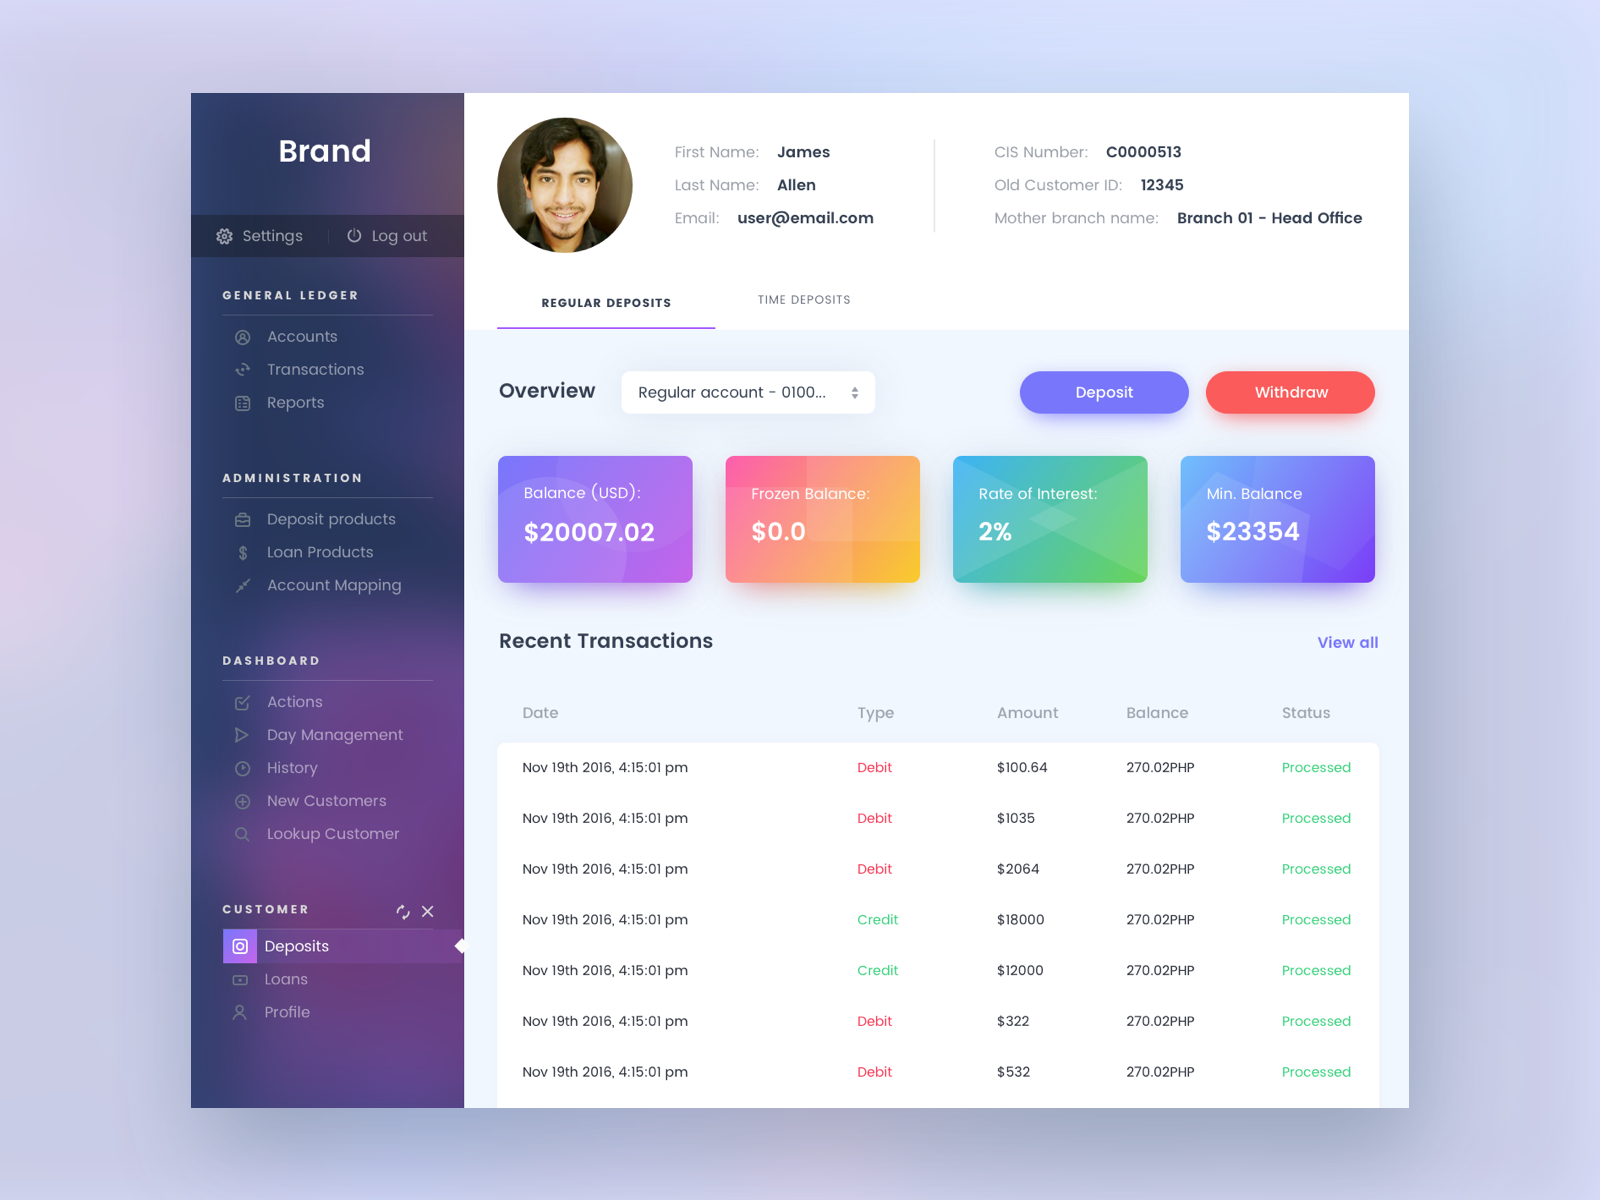 Brand
Settings
Log out
GENERAL LEDGER
Accounts
Transactions
Reports
ADMINISTRATION
Deposit products
Loan Products
Account Mapping
DASHBOARD
Actions
Day Management
History
New Customers
Lookup Customer
CUSTOMER
Deposits
Loans
Profile
First Name: James
Last Name: Allen
Email: user@email.com
CIS Number: C0000513
Old Customer ID: 12345
Mother branch name: Branch 01 - Head Office
REGULAR DEPOSITS
TIME DEPOSITS
Overview
Regular account - 0100...
Deposit
Withdraw
Balance (USD):
$20007.02
Frozen Balance:
$0.0
Rate of Interest:
2%
Min. Balance
$23354
Recent Transactions
View all
Date Type Amount Balance Status
Nov 19th 2016, 4:15:01 pm Debit $100.64 270.02PHP Processed
Nov 19th 2016, 4:15:01 pm Debit $1035 270.02PHP Processed
Nov 19th 2016, 4:15:01 pm Debit $2064 270.02PHP Processed
Nov 19th 2016, 4:15:01 pm Credit $18000 270.02PHP Processed
Nov 19th 2016, 4:15:01 pm Credit $12000 270.02PHP Processed
Nov 19th 2016, 4:15:01 pm Debit $322 270.02PHP Processed
Nov 19th 2016, 4:15:01 pm Debit $532 270.02PHP Processed